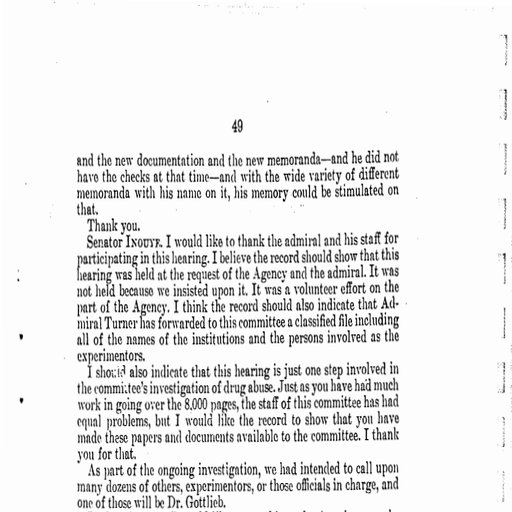 49
and the new documentation and the new memoranda—and he did not
have the checks at that time—and with the wide variety of different
memoranda with his name on it, his memory could be stimulated on
that.
Thank you.
Senator INOUYE. I would like to thank the admiral and his staff for
participating in this hearing. I believe the record should show that this
hearing was held at the request of the Agency and the admiral. It was
not held because we insisted upon it. It was a volunteer effort on the
part of the Agency. I think the record should also indicate that Ad-
miral Turner has forwarded to this committee a classified file including
all of the names of the institutions and the persons involved as the
experimentors.
I should also indicate that this hearing is just one step involved in
the committee's investigation of drug abuse. Just as you have had much
work in going over the 8,000 pages, the staff of this committee has had
equal problems, but I would like the record to show that you have
made these papers and documents available to the committee. I thank
you for that.
As part of the ongoing investigation, we had intended to call upon
many dozens of others, experimentors, or those officials in charge, and
one of those will be Dr. Gottlieb.